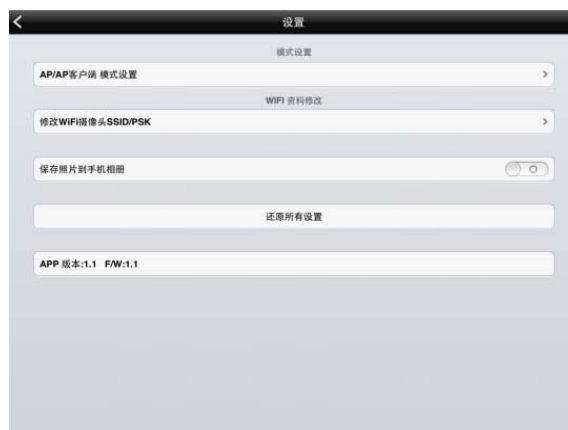 设置
模式设置
AP/AP客户端 模式设置
WIFI 资料修改
修改WiFi摄像头SSID/PSK
保存照片到手机相册
还原所有设置
APP 版本:1.1 F/W:1.1